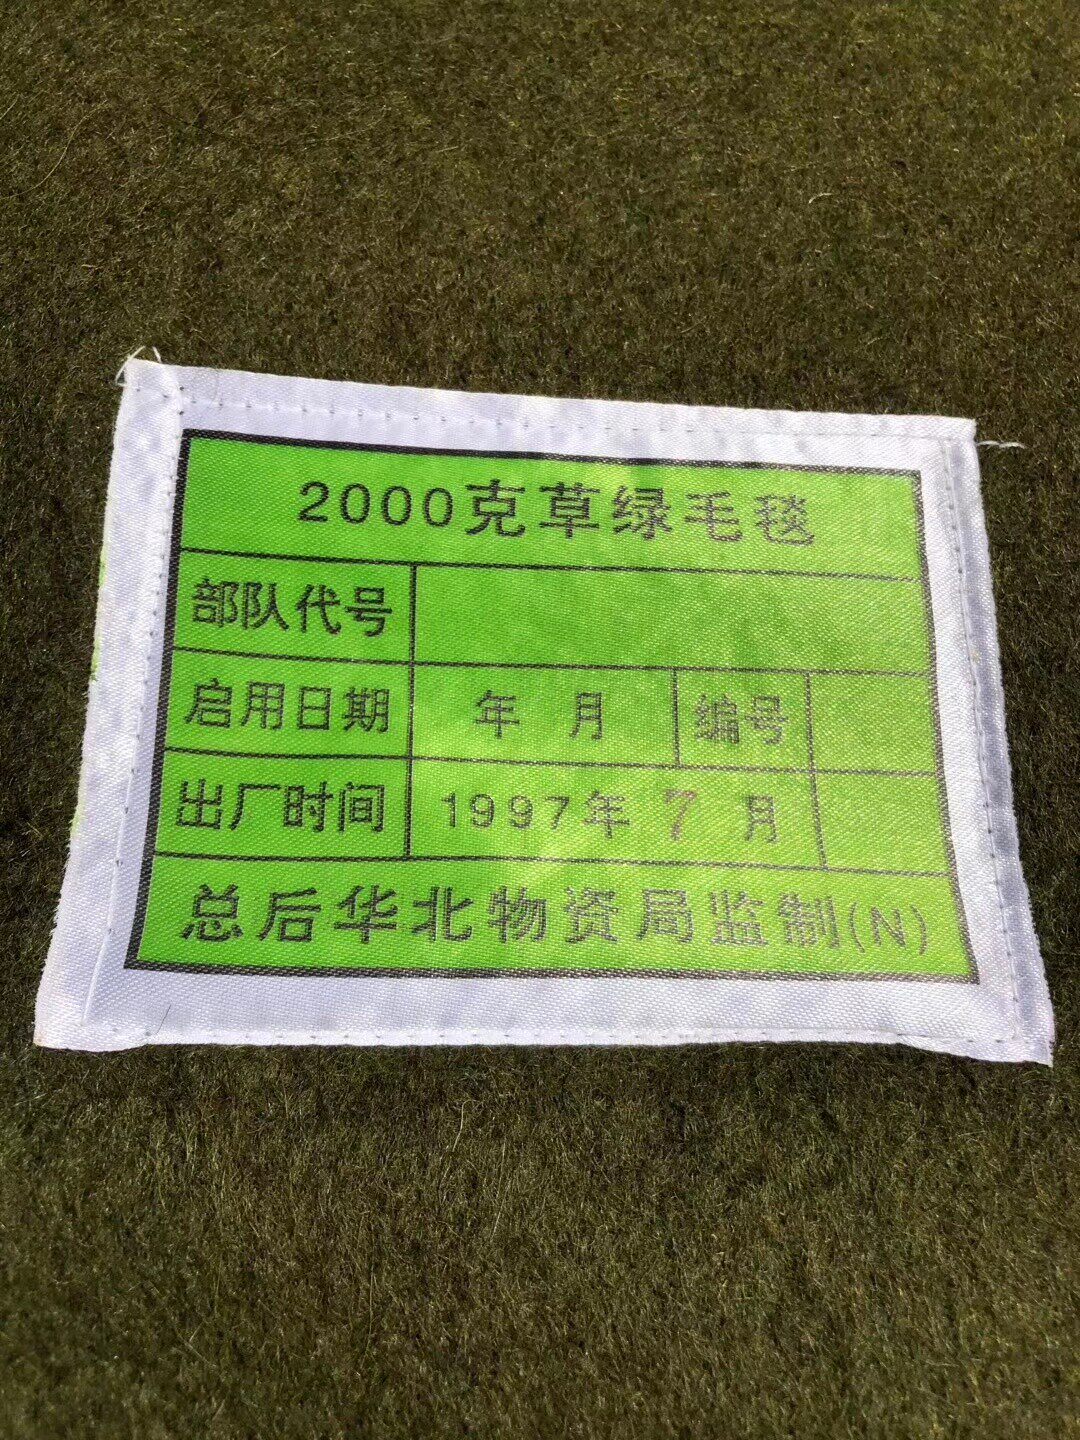 2000克草绿毛毯
部队代号
启用日期 年 月 编号
出厂时间 1997年 7 月
总后华北物资局监制(N)